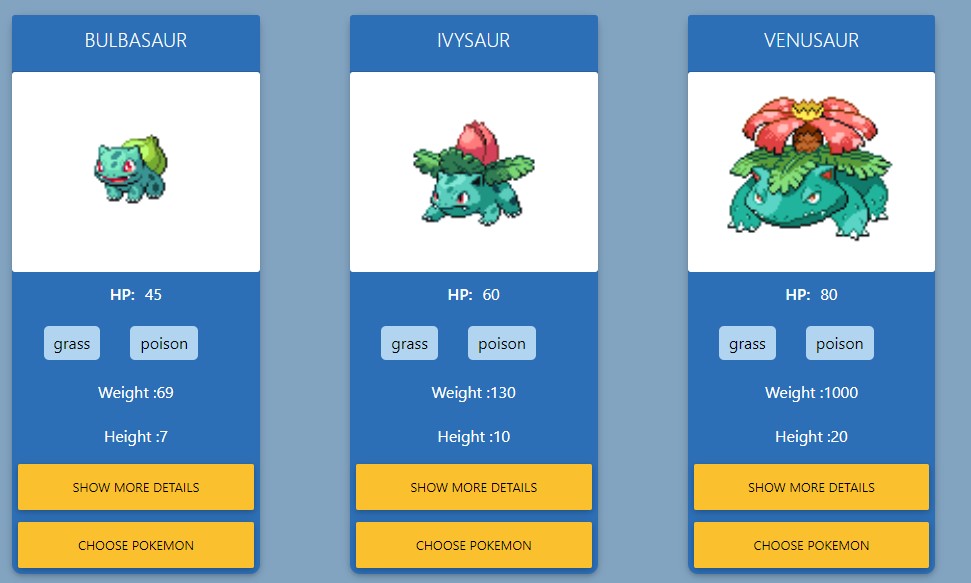 BULBASAUR
HP: 45
grass poison
Weight :69
Height :7
SHOW MORE DETAILS
CHOOSE POKEMON
IVYSAUR
HP: 60
grass poison
Weight :130
Height :10
SHOW MORE DETAILS
CHOOSE POKEMON
VENUSAUR
HP: 80
grass poison
Weight :1000
Height :20
SHOW MORE DETAILS
CHOOSE POKEMON